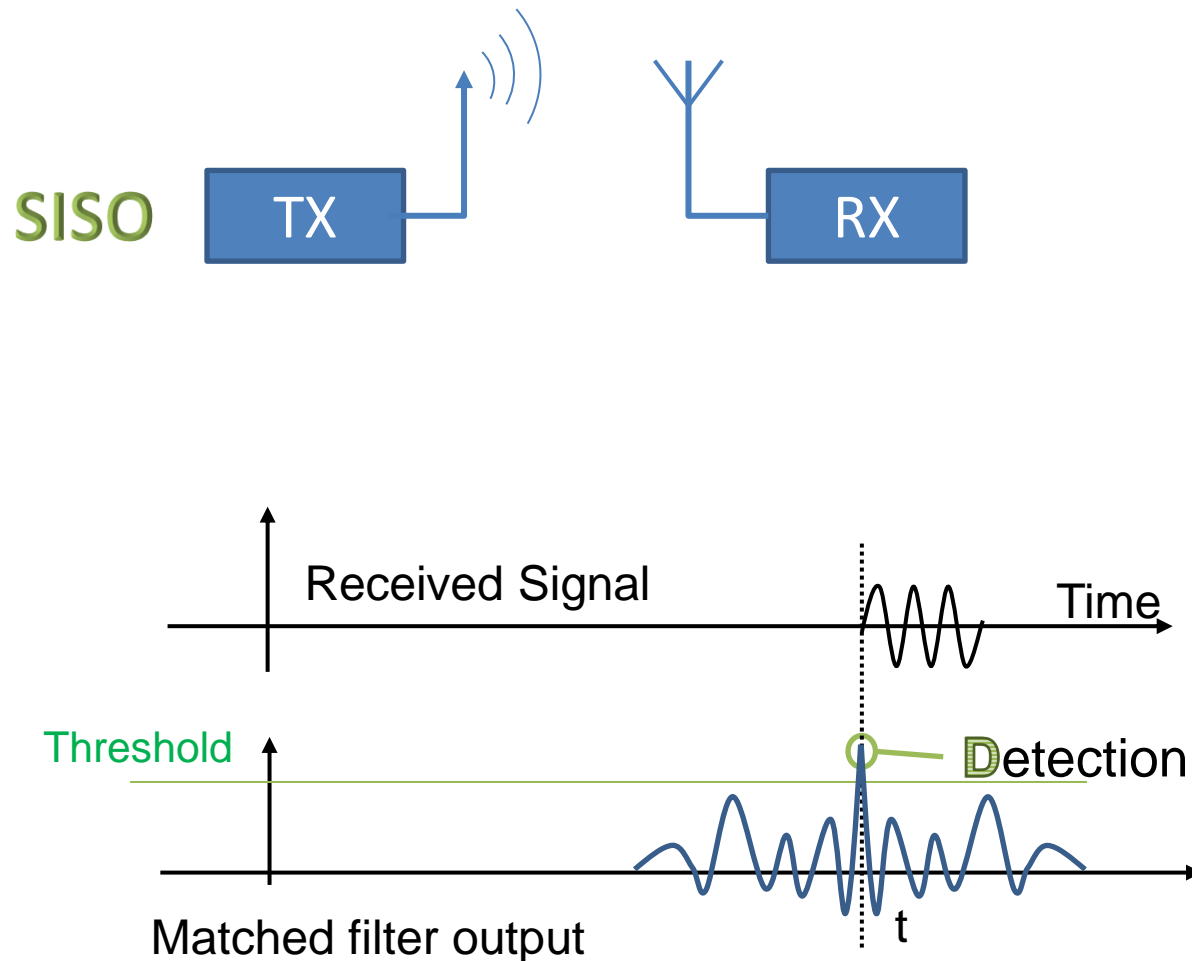 SISO
TX
RX
Received Signal
Time
Threshold
Detection
t
Matched filter output